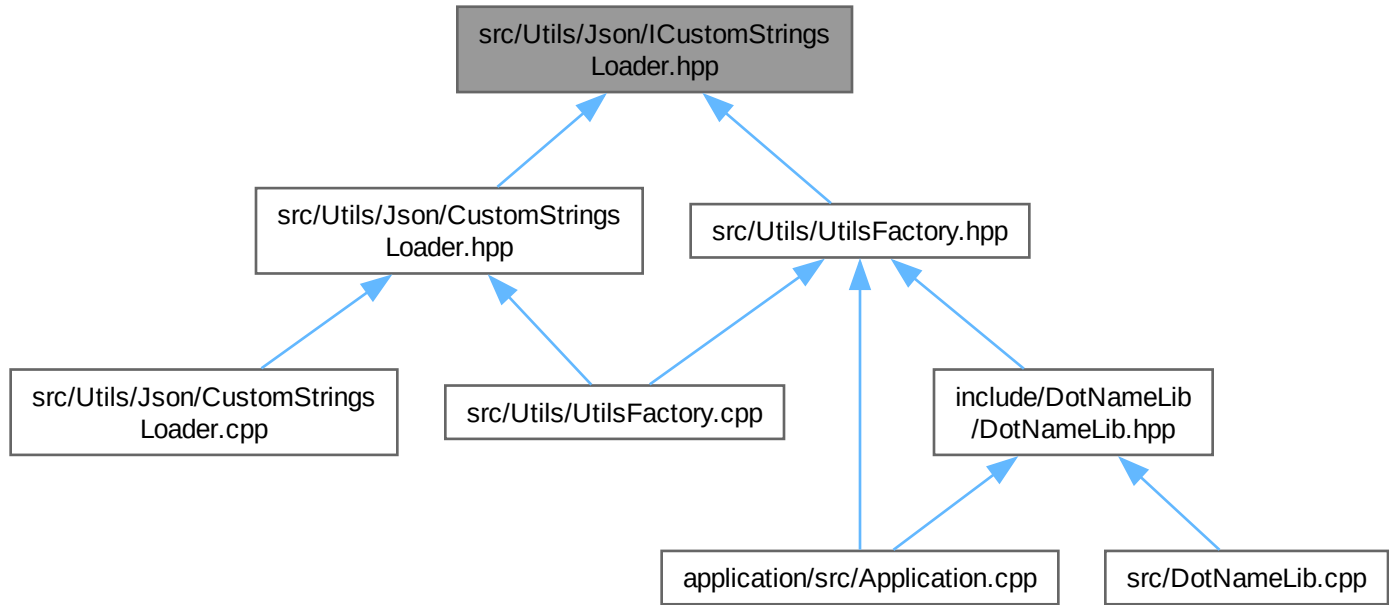 src/Utils/Json/ICustomStrings
Loader.hpp
src/Utils/Json/CustomStrings
Loader.hpp
src/Utils/UtilsFactory.hpp
src/Utils/Json/CustomStrings
Loader.cpp
src/Utils/UtilsFactory.cpp
include/DotNameLib
/DotNameLib.hpp
application/src/Application.cpp
src/DotNameLib.cpp